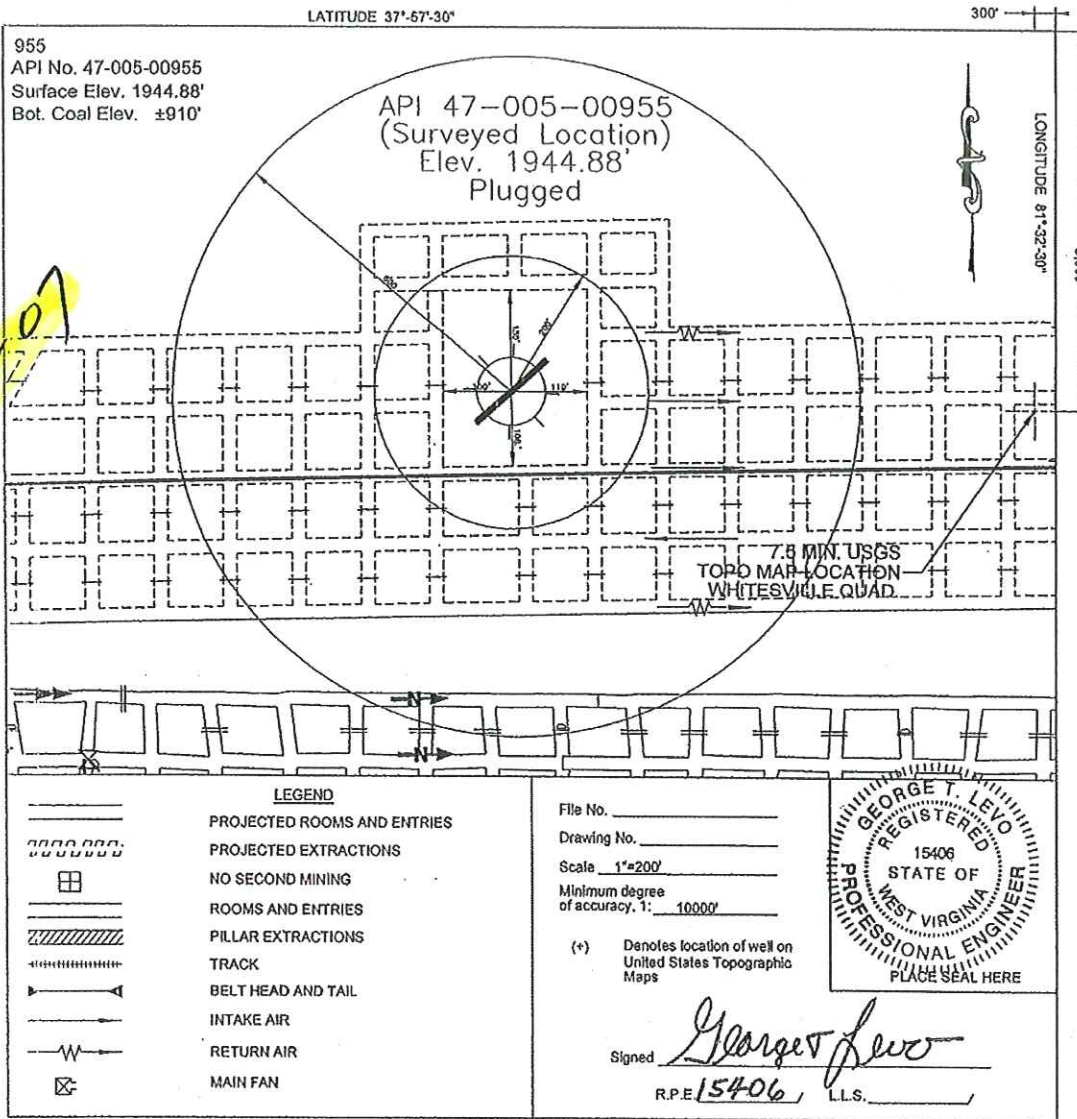 LATITUDE 37°-57'-30"
300'
955
API No. 47-005-00955
Surface Elev. 1944.88'
Bot. Coal Elev. ±910'
API 47-005-00955
(Surveyed Location)
Elev. 1944.88'
Plugged
LONGITUDE 81°-32'-30"
200'
100'
110'
7.5 MIN. USGS
TOPO MAP LOCATION
WHITESVILLE QUAD
N
N
LEGEND
PROJECTED ROOMS AND ENTRIES
PROJECTED EXTRACTIONS
NO SECOND MINING
ROOMS AND ENTRIES
PILLAR EXTRACTIONS
TRACK
BELT HEAD AND TAIL
INTAKE AIR
RETURN AIR
MAIN FAN
File No.
Drawing No.
Scale 1"=200'
Minimum degree
of accuracy, 1: 10000'
(+) Denotes location of well on
United States Topographic
Maps
GEORGE T. LEVO
REGISTERED
15406
STATE OF
WEST VIRGINIA
PROFESSIONAL ENGINEER
PLACE SEAL HERE
Signed George T Levo
R.P.E. 15406 L.L.S.